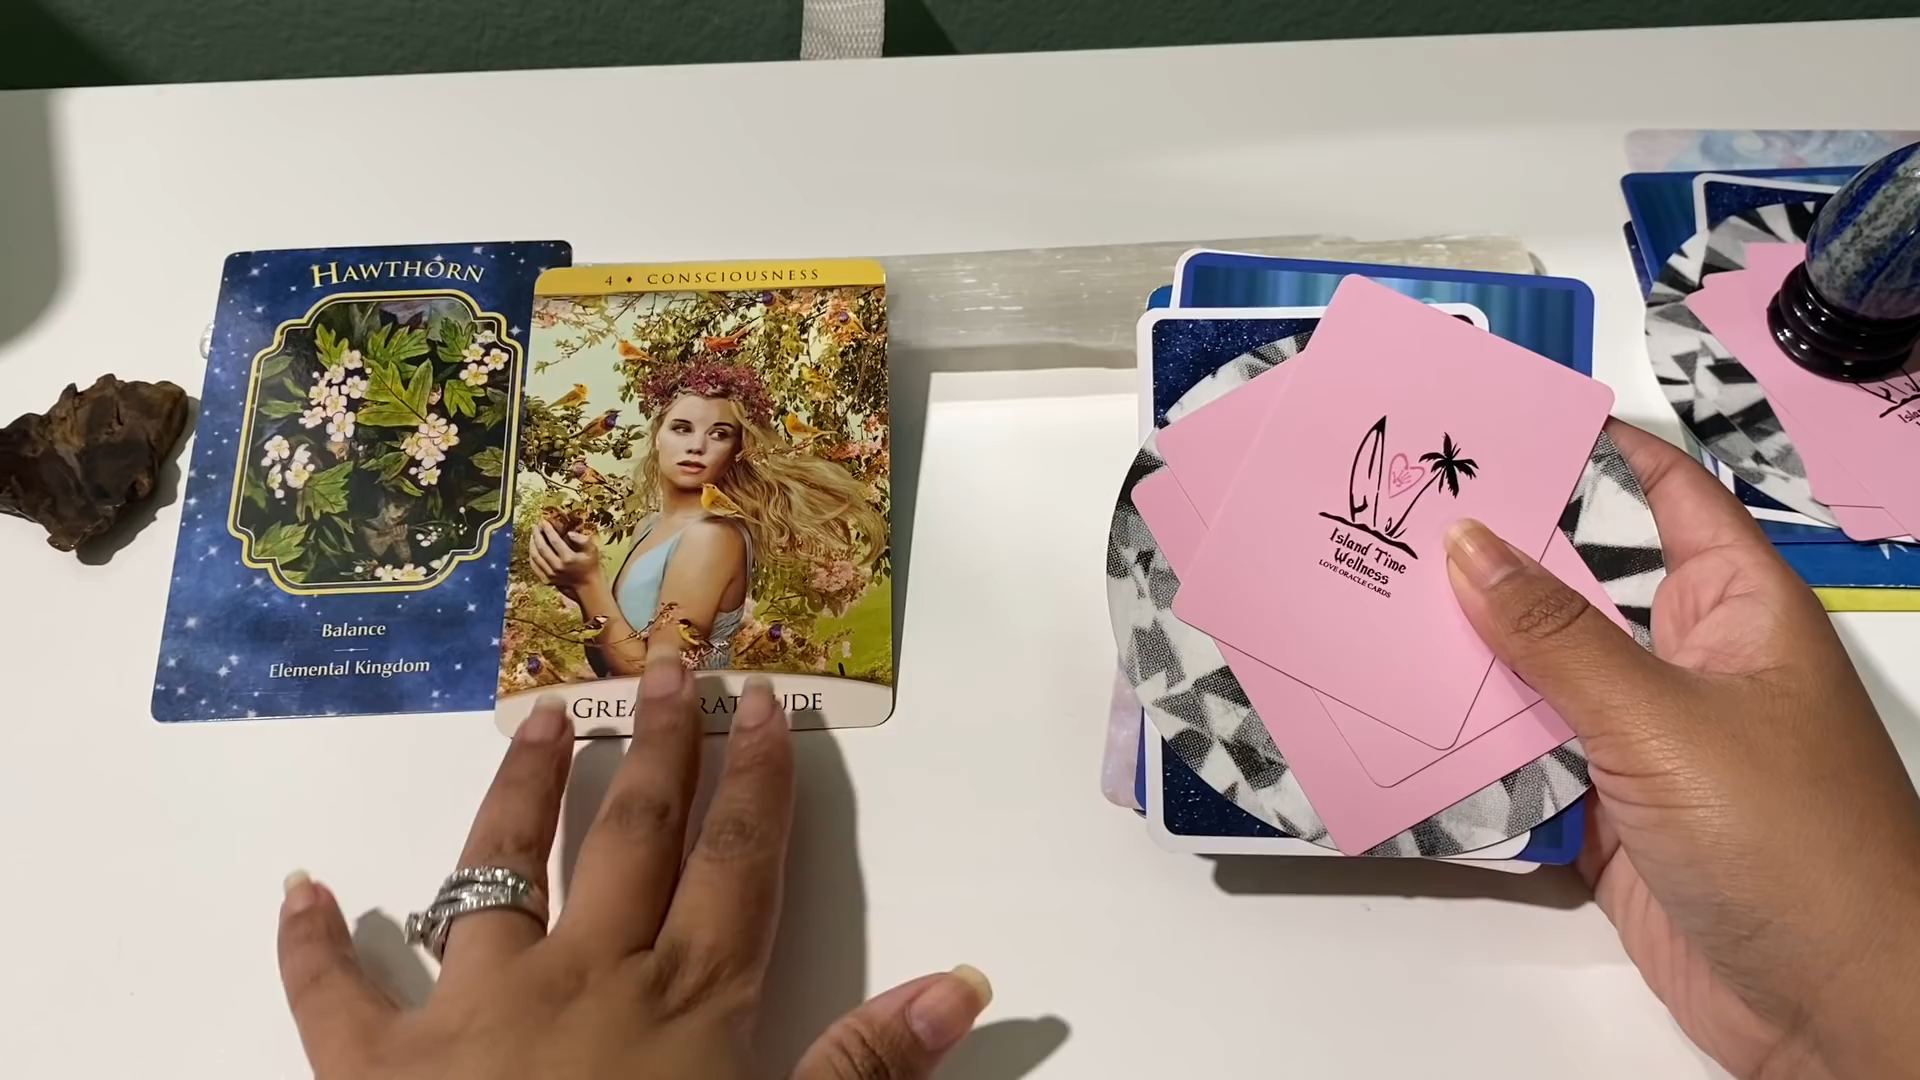 HAWTHORN
Balance
Elemental Kingdom
4 ♦ CONSCIOUSNESS
Island Time
Wellness
LOVE ORACLE CARDS